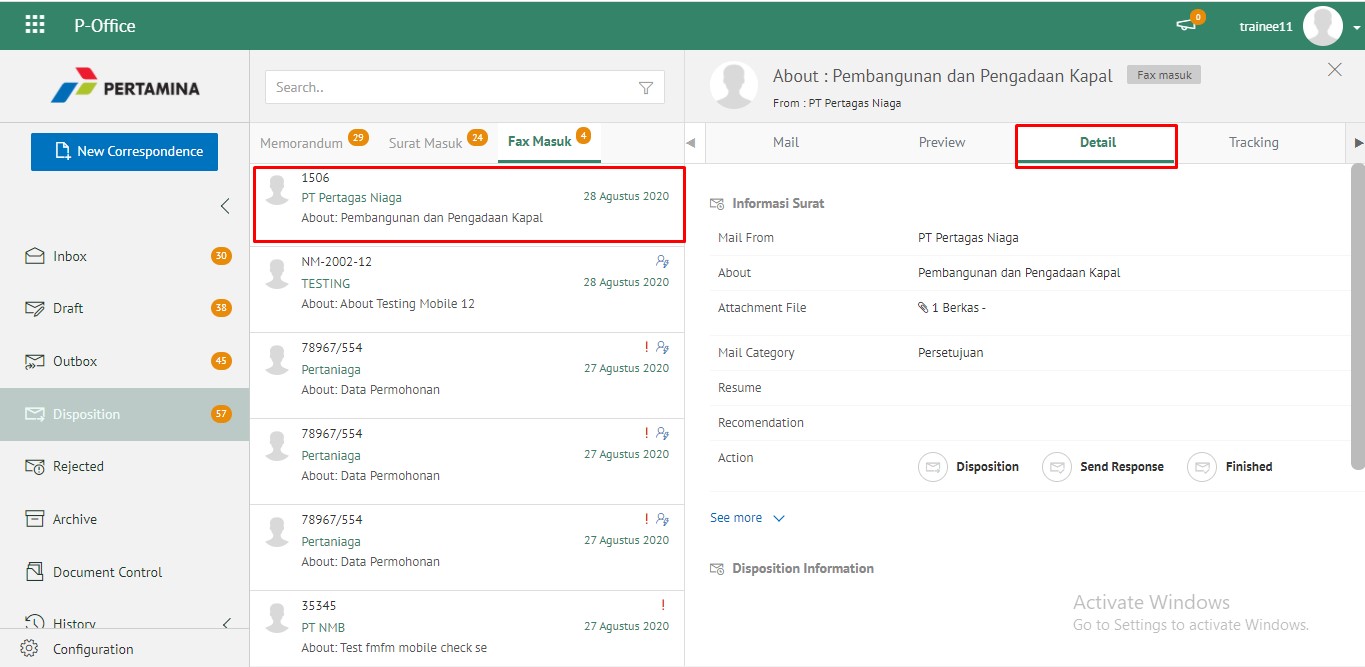 P-Office
0
trainee11
PERTAMINA
New Correspondence
Inbox 30
Draft 38
Outbox 45
Disposition 57
Rejected
Archive
Document Control
History
Configuration
Search..
Memorandum 29 Surat Masuk 24 Fax Masuk 4
1506
PT Pertagas Niaga 28 Agustus 2020
About: Pembangunan dan Pengadaan Kapal
NM-2002-12
TESTING 28 Agustus 2020
About: About Testing Mobile 12
78967/554 !
Pertaniaga 27 Agustus 2020
About: Data Permohonan
78967/554 !
Pertaniaga 27 Agustus 2020
About: Data Permohonan
78967/554 !
Pertaniaga 27 Agustus 2020
About: Data Permohonan
35345 !
PT NMB 27 Agustus 2020
About: Test fmfm mobile check se
About : Pembangunan dan Pengadaan Kapal Fax masuk
From : PT Pertagas Niaga
Mail Preview Detail Tracking
Informasi Surat
Mail From PT Pertagas Niaga
About Pembangunan dan Pengadaan Kapal
Attachment File 1 Berkas -
Mail Category Persetujuan
Resume
Recomendation
Action Disposition Send Response Finished
See more
Disposition Information
Activate Windows
Go to Settings to activate Windows.